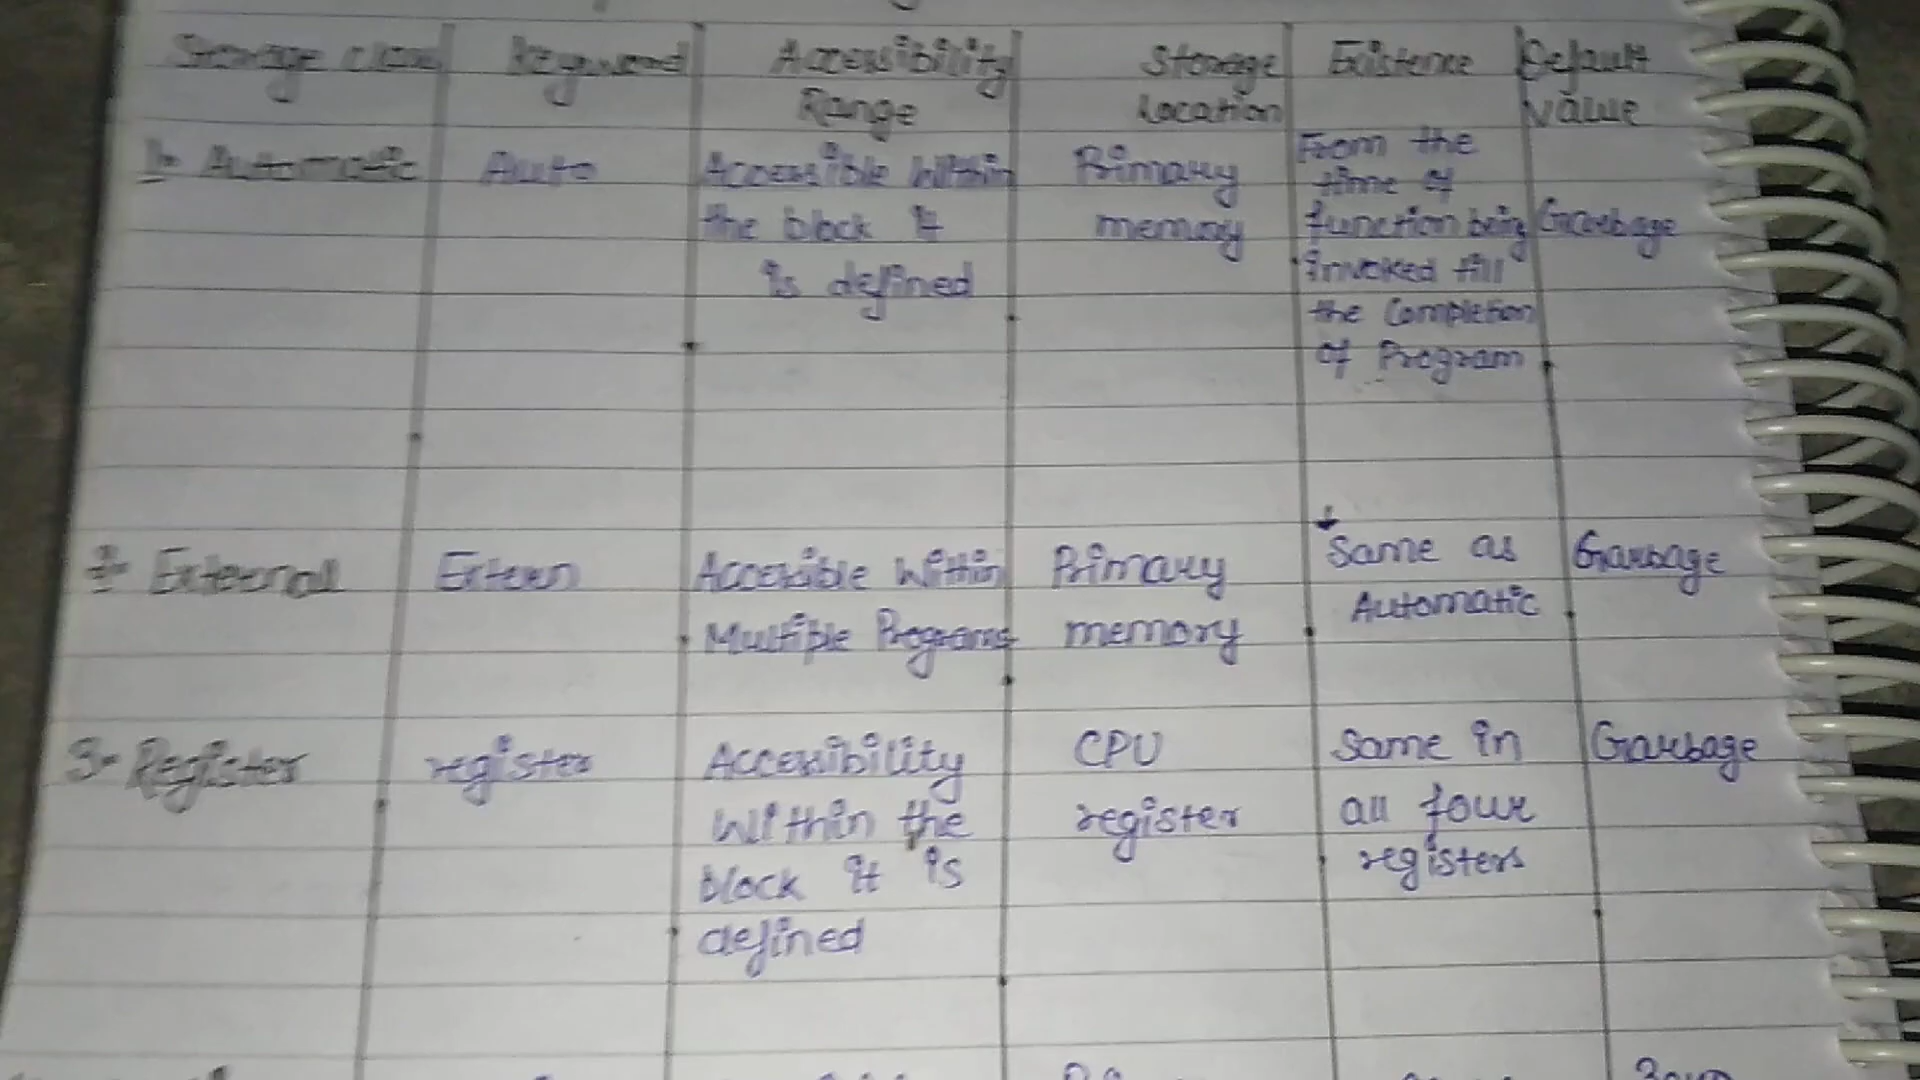 Storage class Keyword Accessibility Range Storage Location Existence Default Value
1- Automatic Auto Accessible Within the block it is defined Primary memory From the time of function being invoked till the Completion of Program Garbage
2- External Extern Accessible Within Multiple Programs Primary memory Same as Automatic Garbage
3- Register register Accessibility Within the block it is defined CPU register Same in all four registers Garbage